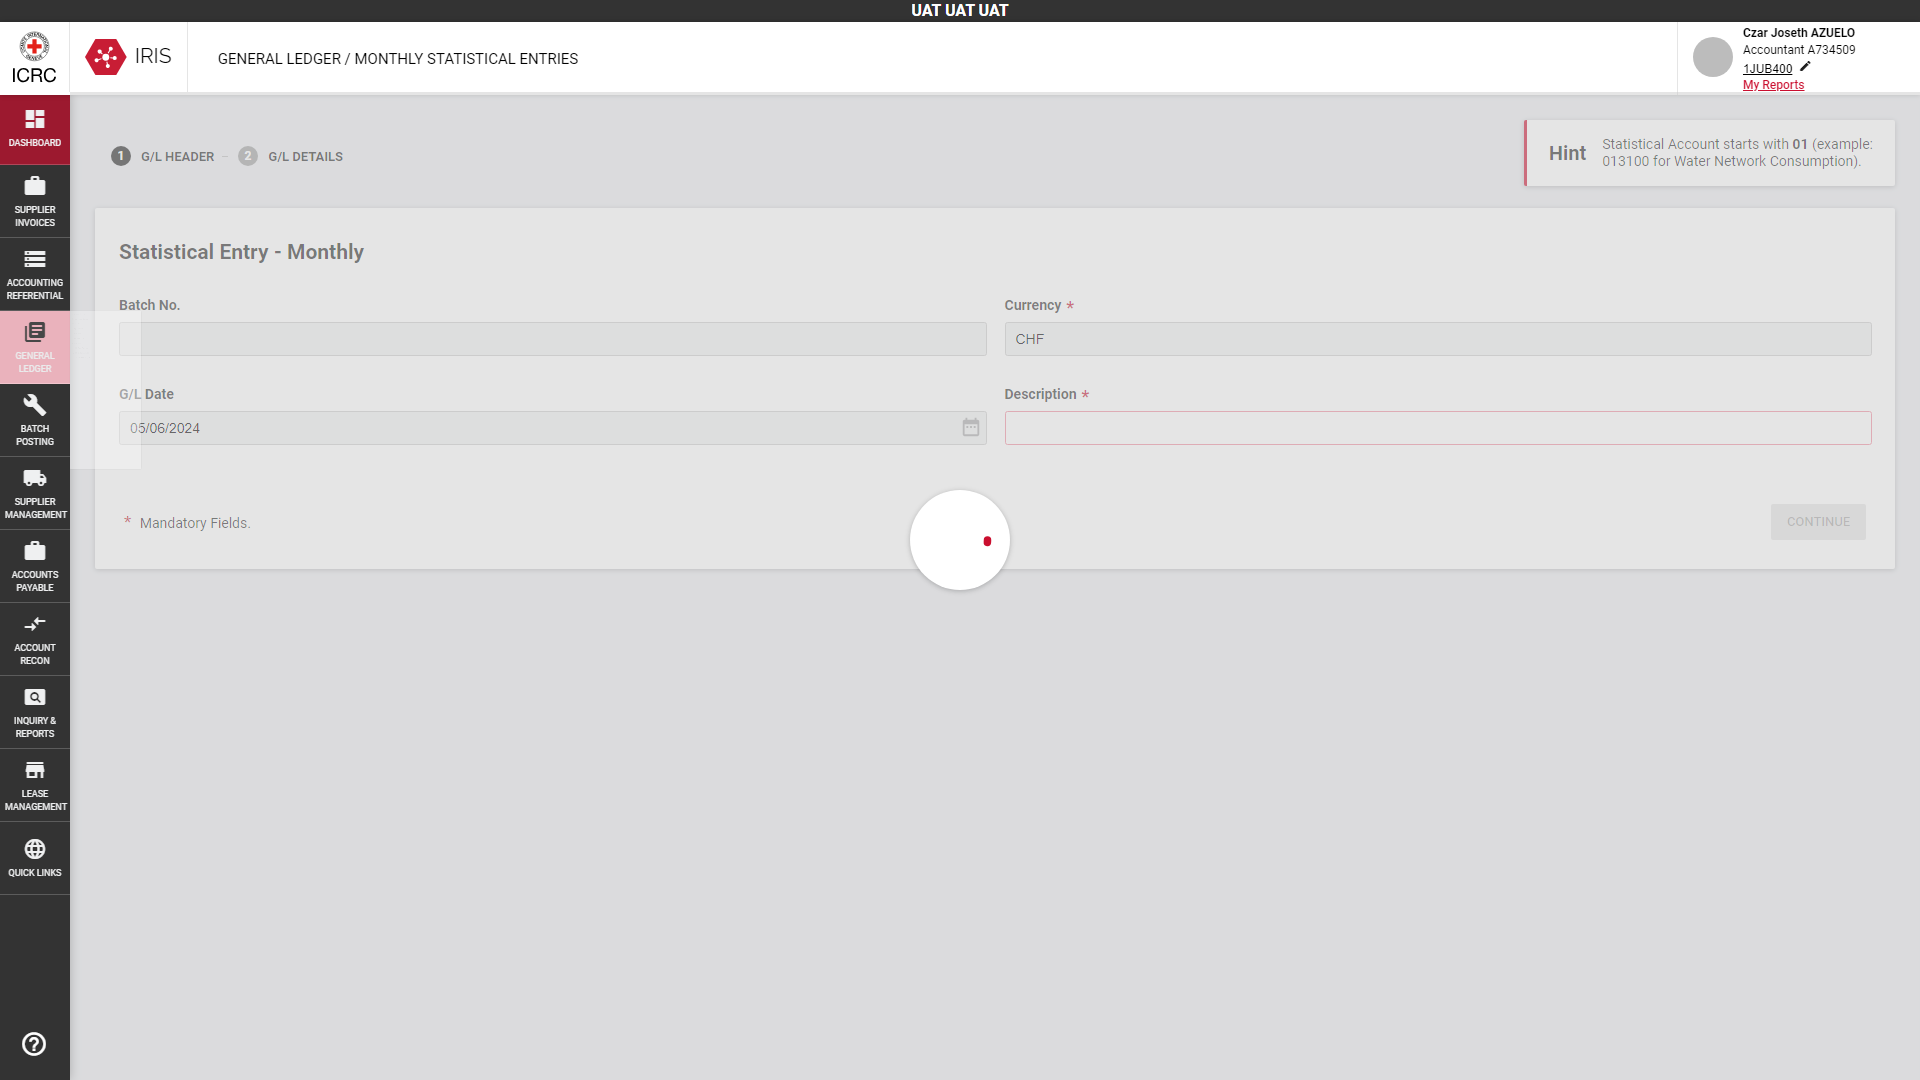 UAT UAT UAT
ICRC
IRIS
GENERAL LEDGER / MONTHLY STATISTICAL ENTRIES
Czar Joseth AZUELO
Accountant A734509
1JUB400
My Reports
DASHBOARD
SUPPLIER
INVOICES
ACCOUNTING
REFERENTIAL
GENERAL
LEDGER
BATCH
POSTING
SUPPLIER
MANAGEMENT
ACCOUNTS
PAYABLE
ACCOUNT
RECON
INQUIRY &
REPORTS
LEASE
MANAGEMENT
QUICK LINKS
1 G/L HEADER
2 G/L DETAILS
Hint
Statistical Account starts with 01 (example:
013100 for Water Network Consumption).
Statistical Entry - Monthly
Batch No.
Currency *
CHF
G/L Date
05/06/2024
Description *
* Mandatory Fields.
CONTINUE